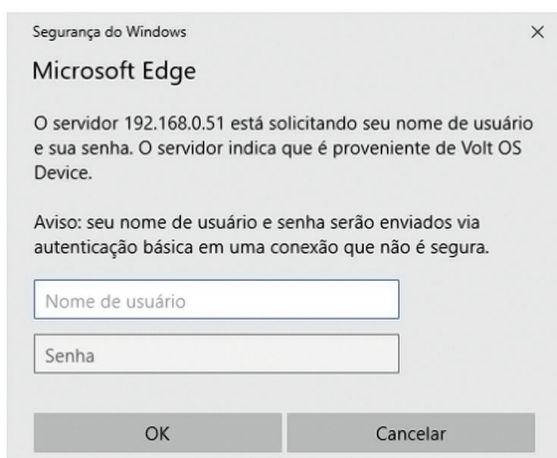 Segurança do Windows
Microsoft Edge
O servidor 192.168.0.51 está solicitando seu nome de usuário
e sua senha. O servidor indica que é proveniente de Volt OS
Device.
Aviso: seu nome de usuário e senha serão enviados via
autenticação básica em uma conexão que não é segura.
Nome de usuário
Senha
OK
Cancelar